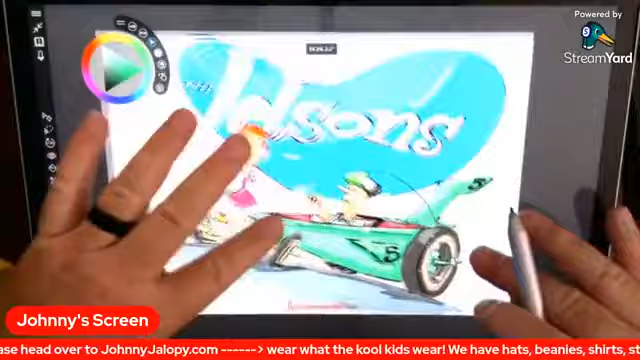 Powered by
StreamYard
THE
Jetsons
Johnny's Screen
ase head over to JohnnyJalopy.com ------> wear what the kool kids wear! We have hats, beanies, shirts, st